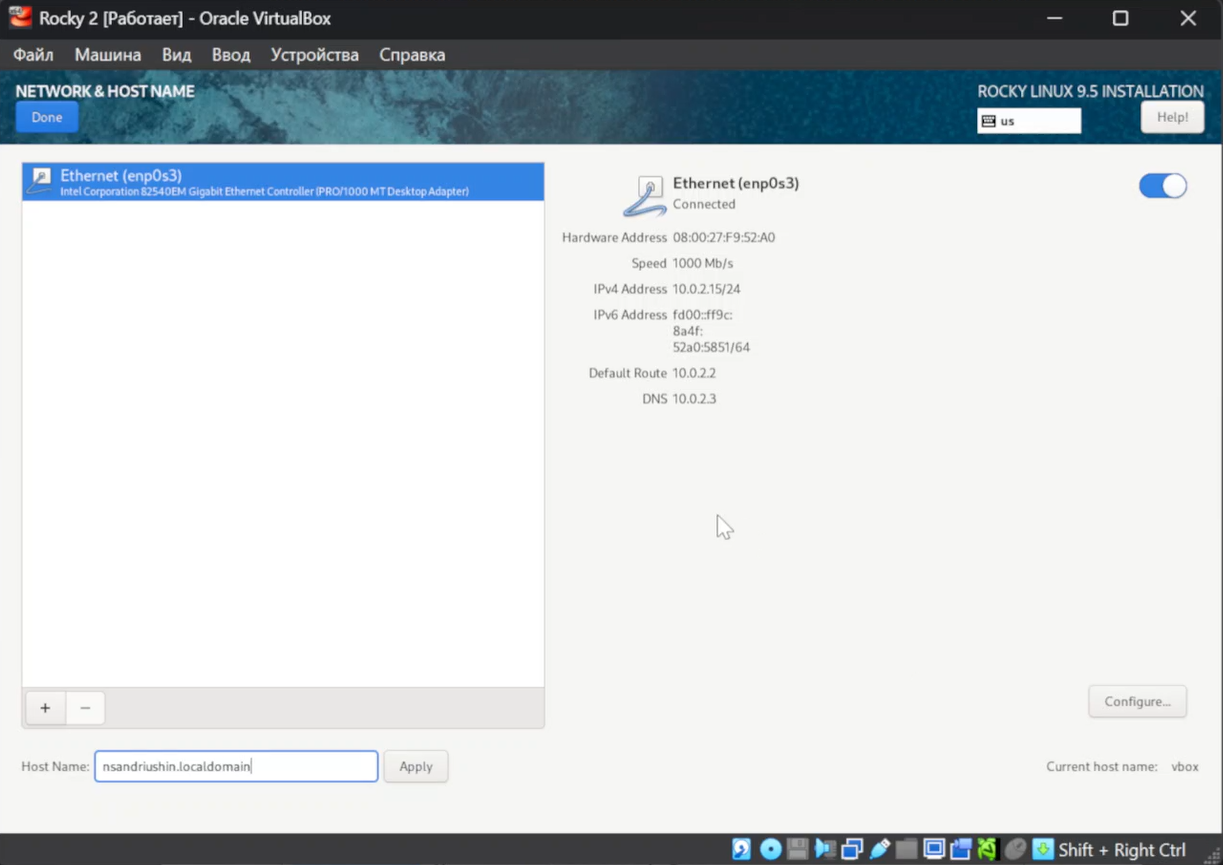 Rocky 2 [Работает] - Oracle VirtualBox
Файл Машина Вид Ввод Устройства Справка
NETWORK & HOST NAME
ROCKY LINUX 9.5 INSTALLATION
Done
us
Help!
Ethernet (enp0s3)
Intel Corporation 82540EM Gigabit Ethernet Controller (PRO/1000 MT Desktop Adapter)
Ethernet (enp0s3)
Connected
Hardware Address 08:00:27:F9:52:A0
Speed 1000 Mb/s
IPv4 Address 10.0.2.15/24
IPv6 Address fd00::ff9c:
8a4f:
52a0:5851/64
Default Route 10.0.2.2
DNS 10.0.2.3
+ −
Configure...
Host Name: nsandriushin.localdomain Apply
Current host name: vbox
Shift + Right Ctrl